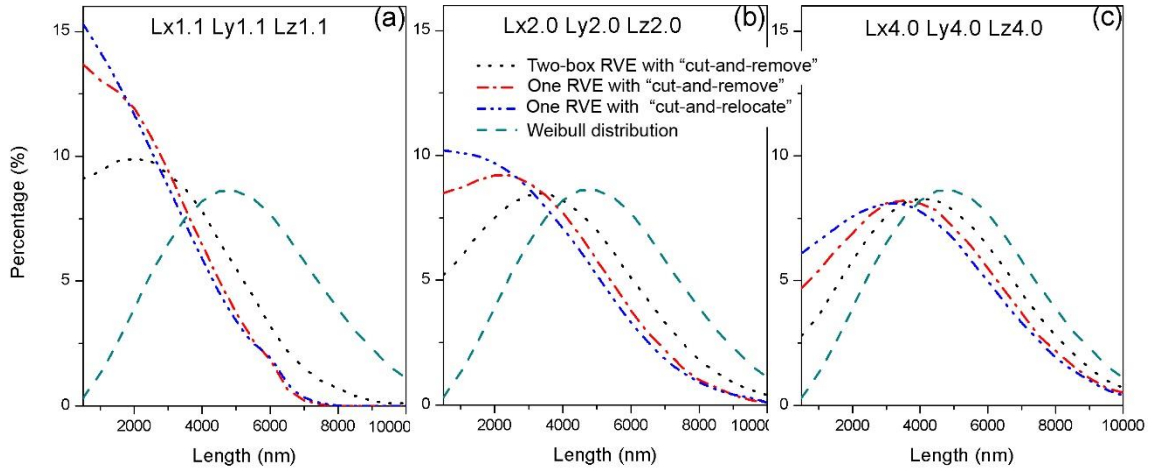 Lx1.1 Ly1.1 Lz1.1
(a)
Lx2.0 Ly2.0 Lz2.0
(b)
Lx4.0 Ly4.0 Lz4.0
(c)
Two-box RVE with “cut-and-remove”
One RVE with “cut-and-remove”
One RVE with “cut-and-relocate”
Weibull distribution
Percentage (%)
15
10
5
0
2000 4000 6000 8000 10000
Length (nm)
15
10
5
0
2000 4000 6000 8000 10000
Length (nm)
15
10
5
0
2000 4000 6000 8000 10000
Length (nm)